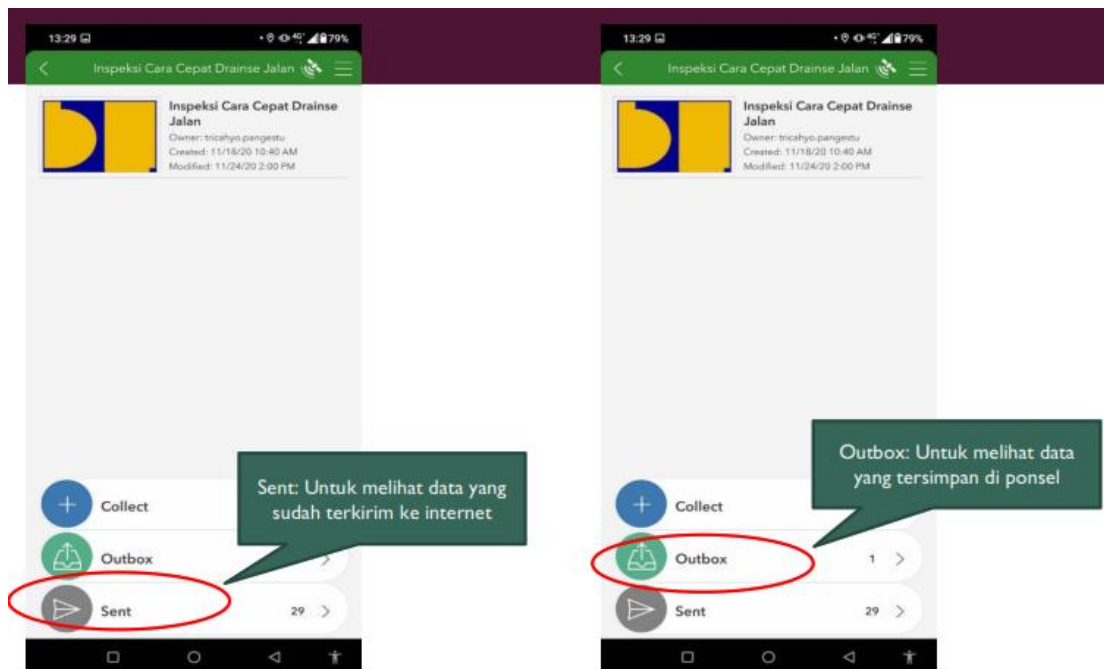 13:29
4G+
79%
Inspeksi Cara Cepat Drainse Jalan
Inspeksi Cara Cepat Drainse
Jalan
Owner: tricahyo.pangestu
Created: 11/18/20 10:40 AM
Modified: 11/24/20 2:00 PM
Sent: Untuk melihat data yang
sudah terkirim ke internet
Collect
Outbox
Sent
29
13:29
4G+
79%
Inspeksi Cara Cepat Drainse Jalan
Inspeksi Cara Cepat Drainse
Jalan
Owner: tricahyo.pangestu
Created: 11/18/20 10:40 AM
Modified: 11/24/20 2:00 PM
Outbox: Untuk melihat data
yang tersimpan di ponsel
Collect
Outbox
1
Sent
29